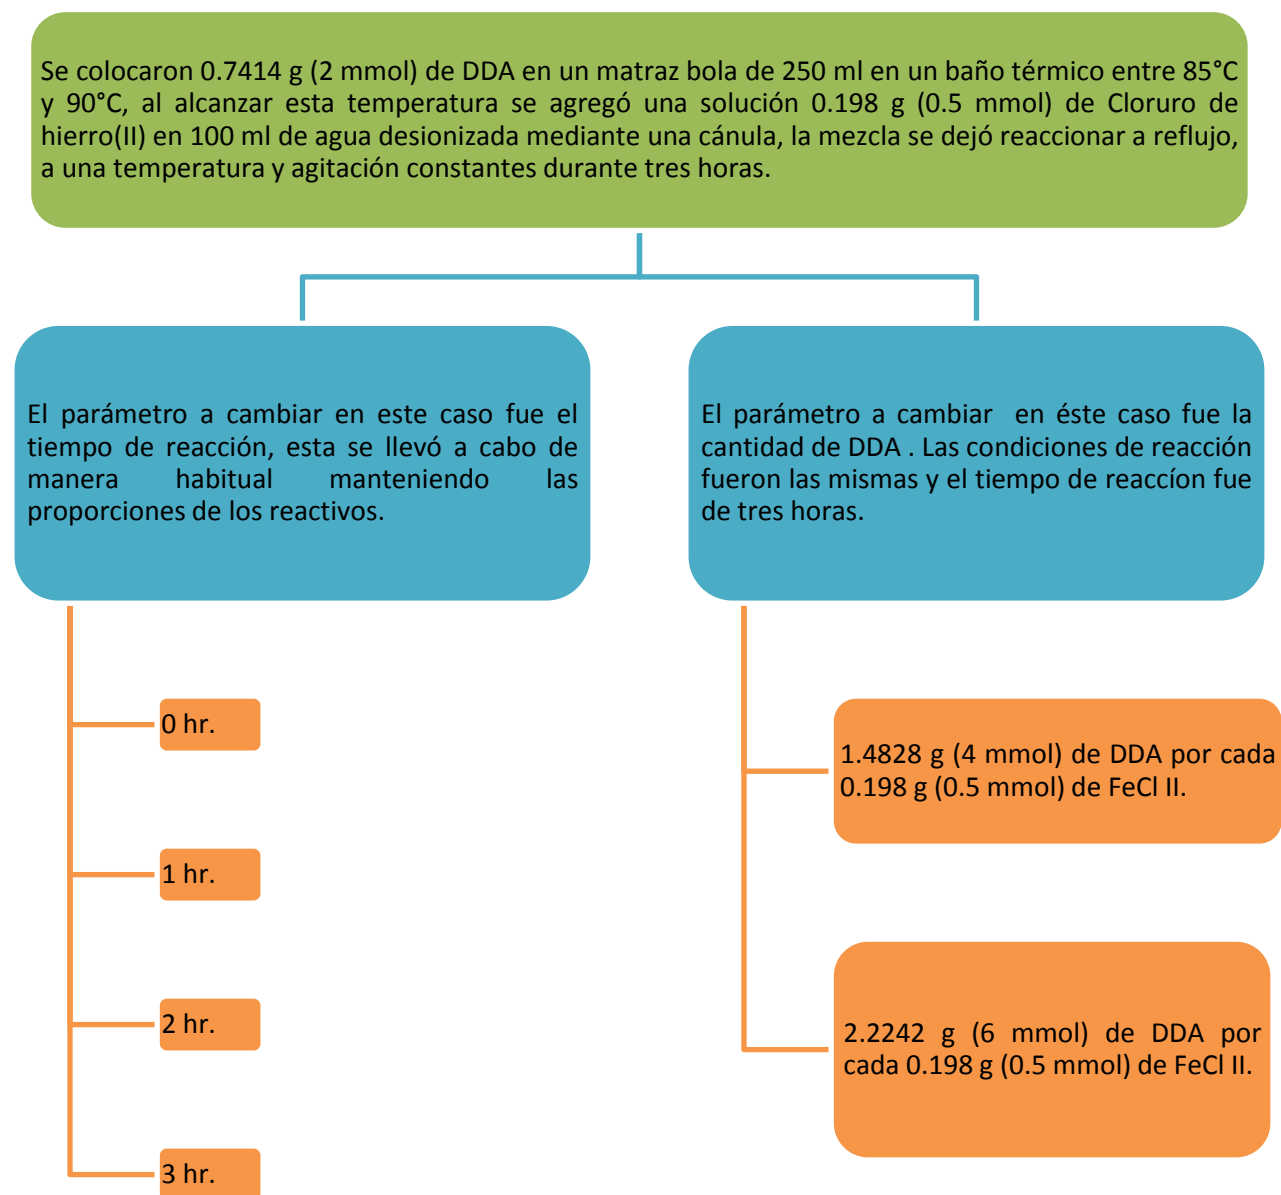 Se colocaron 0.7414 g (2 mmol) de DDA en un matraz bola de 250 ml en un baño térmico entre 85°C
y 90°C, al alcanzar esta temperatura se agregó una solución 0.198 g (0.5 mmol) de Cloruro de
hierro(II) en 100 ml de agua desionizada mediante una cánula, la mezcla se dejó reaccionar a reflujo,
a una temperatura y agitación constantes durante tres horas.
El parámetro a cambiar en este caso fue el
tiempo de reacción, esta se llevó a cabo de
manera habitual manteniendo las
proporciones de los reactivos.
0 hr.
1 hr.
2 hr.
3 hr.
El parámetro a cambiar en éste caso fue la
cantidad de DDA . Las condiciones de reacción
fueron las mismas y el tiempo de reaccíon fue
de tres horas.
1.4828 g (4 mmol) de DDA por cada
0.198 g (0.5 mmol) de FeCl II.
2.2242 g (6 mmol) de DDA por
cada 0.198 g (0.5 mmol) de FeCl II.